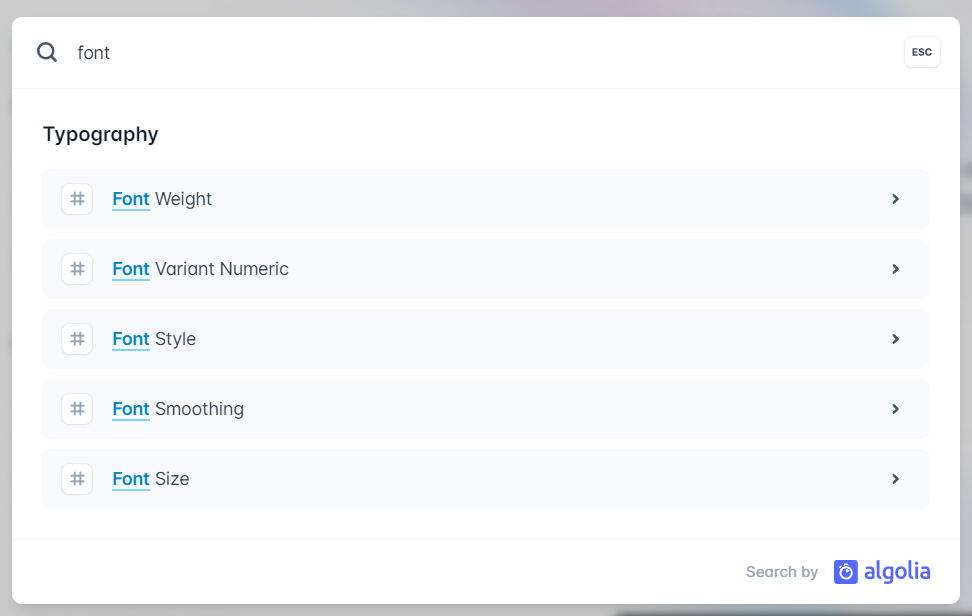 font
ESC
Typography
# Font Weight
# Font Variant Numeric
# Font Style
# Font Smoothing
# Font Size
Search by algolia